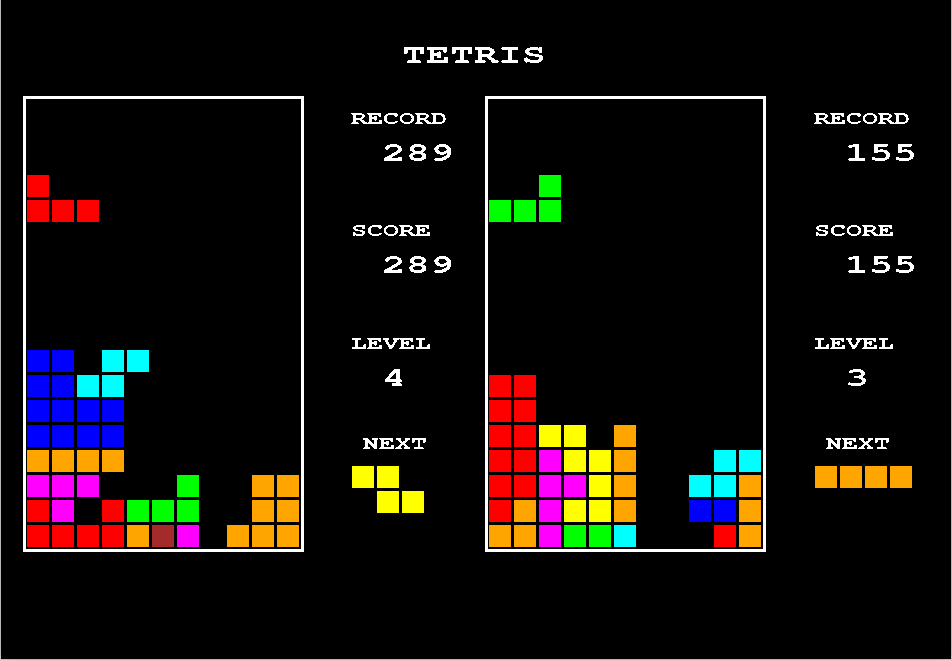 TETRIS
RECORD
289
SCORE
289
LEVEL
4
NEXT
RECORD
155
SCORE
155
LEVEL
3
NEXT